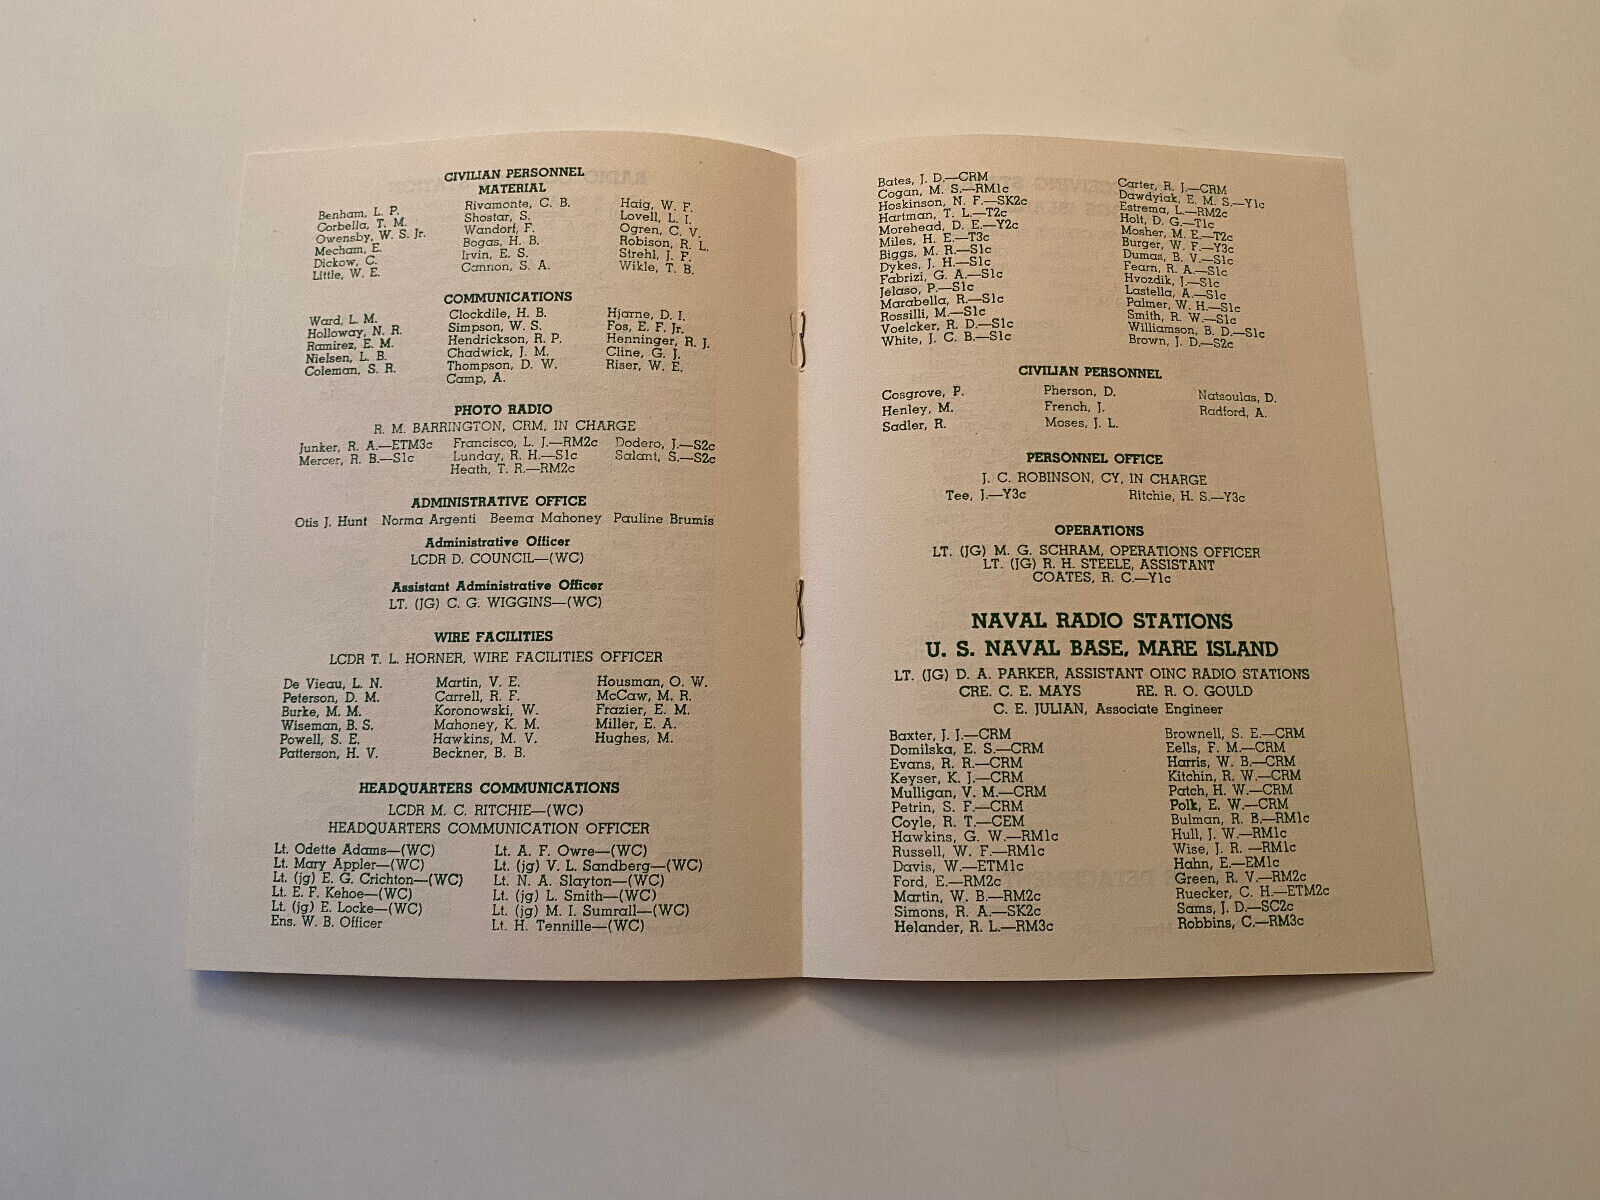 CIVILIAN PERSONNEL
MATERIAL
Benham, L. P.
Corbella, T. M.
Owensby, W. S. Jr.
Mecham, E.
Dickow, C.
Little, W. E.
Rivamonte, C. B.
Shostar, S.
Wandorf, F.
Bogas, H. B.
Irvin, E. S.
Cannon, S. A.
Haig, W. F.
Lovell, L. I.
Ogren, C. V.
Robison, R. L.
Strehl, J. F.
Wikle, T. B.
COMMUNICATIONS
Ward, L. M.
Holloway, N. R.
Ramirez, E. M.
Nielsen, L. B.
Coleman, S. R.
Clockdile, H. B.
Simpson, W. S.
Hendrickson, R. P.
Chadwick, J. M.
Thompson, D. W.
Camp, A.
Hjarne, D. I.
Fos, E. F. Jr.
Henninger, R. J.
Cline, G. J.
Riser, W. E.
PHOTO RADIO
R. M. BARRINGTON, CRM, IN CHARGE
Junker, R. A.—ETM3c
Mercer, R. B.—S1c
Francisco, L. J.—RM2c
Lunday, R. H.—S1c
Heath, T. R.—RM2c
Dodero, J.—S2c
Salant, S.—S2c
ADMINISTRATIVE OFFICE
Otis J. Hunt Norma Argenti Beema Mahoney Pauline Brumis
Administrative Officer
LCDR D. COUNCIL—(WC)
Assistant Administrative Officer
LT. (JG) C. G. WIGGINS—(WC)
WIRE FACILITIES
LCDR T. L. HORNER, WIRE FACILITIES OFFICER
De Vieau, L. N.
Peterson, D. M.
Burke, M. M.
Wiseman, B. S.
Powell, S. E.
Patterson, H. V.
Martin, V. E.
Carrell, R. F.
Koronowski, W.
Mahoney, K. M.
Hawkins, M. V.
Beckner, B. B.
Housman, O. W.
McCaw, M. R.
Frazier, E. M.
Miller, E. A.
Hughes, M.
HEADQUARTERS COMMUNICATIONS
LCDR M. C. RITCHIE—(WC)
HEADQUARTERS COMMUNICATION OFFICER
Lt. Odette Adams—(WC)
Lt. Mary Appler—(WC)
Lt. (jg) E. G. Crichton—(WC)
Lt. E. F. Kehoe—(WC)
Lt. (jg) E. Locke—(WC)
Ens. W. B. Officer
Lt. A. F. Owre—(WC)
Lt. (jg) V. L. Sandberg—(WC)
Lt. N. A. Slayton—(WC)
Lt. (jg) L. Smith—(WC)
Lt. (jg) M. I. Sumrall—(WC)
Lt. H. Tennille—(WC)
Bates, J. D.—CRM
Cogan, M. S.—RM1c
Hoskinson, N. F.—SK2c
Hartman, T. L.—T2c
Morehead, D. E.—Y2c
Miles, H. E.—T3c
Biggs, M. R.—S1c
Dykes, J. H.—S1c
Fabrizi, G. A.—S1c
Jelaso, P.—S1c
Marabella, R.—S1c
Rossilli, M.—S1c
Voelcker, R. D.—S1c
White, J. C. B.—S1c
Carter, R. J.—CRM
Dawdyiak, E. M. S.—Y1c
Estrema, L.—RM2c
Holt, D. G.—T1c
Mosher, M. E.—T2c
Burger, W. F.—Y3c
Dumas, B. V.—S1c
Fearn, R. A.—S1c
Hvozdik, J.—S1c
Lastella, A.—S1c
Palmer, W. H.—S1c
Smith, R. W.—S1c
Williamson, B. D.—S1c
Brown, J. D.—S2c
CIVILIAN PERSONNEL
Cosgrove, P.
Henley, M.
Sadler, R.
Pherson, D.
French, J.
Moses, J. L.
Natsoulas, D.
Radford, A.
PERSONNEL OFFICE
J. C. ROBINSON, CY, IN CHARGE
Tee, J.—Y3c Ritchie, H. S.—Y3c
OPERATIONS
LT. (JG) M. G. SCHRAM, OPERATIONS OFFICER
LT. (JG) R. H. STEELE, ASSISTANT
COATES, R. C.—Y1c
NAVAL RADIO STATIONS
U. S. NAVAL BASE, MARE ISLAND
LT. (JG) D. A. PARKER, ASSISTANT OINC RADIO STATIONS
CRE. C. E. MAYS RE. R. O. GOULD
C. E. JULIAN, Associate Engineer
Baxter, J. J.—CRM
Domilska, E. S.—CRM
Evans, R. R.—CRM
Keyser, K. J.—CRM
Mulligan, V. M.—CRM
Petrin, S. F.—CRM
Coyle, R. T.—CEM
Hawkins, G. W.—RM1c
Russell, W. F.—RM1c
Davis, W.—ETM1c
Ford, E.—RM2c
Martin, W. B.—RM2c
Simons, R. A.—SK2c
Helander, R. L.—RM3c
Brownell, S. E.—CRM
Eells, F. M.—CRM
Harris, W. B.—CRM
Kitchin, R. W.—CRM
Patch, H. W.—CRM
Polk, E. W.—CRM
Bulman, R. B.—RM1c
Hull, J. W.—RM1c
Wise, J. R. —RM1c
Hahn, E.—EM1c
Green, R. V.—RM2c
Ruecker, C. H.—ETM2c
Sams, J. D.—SC2c
Robbins, C.—RM3c